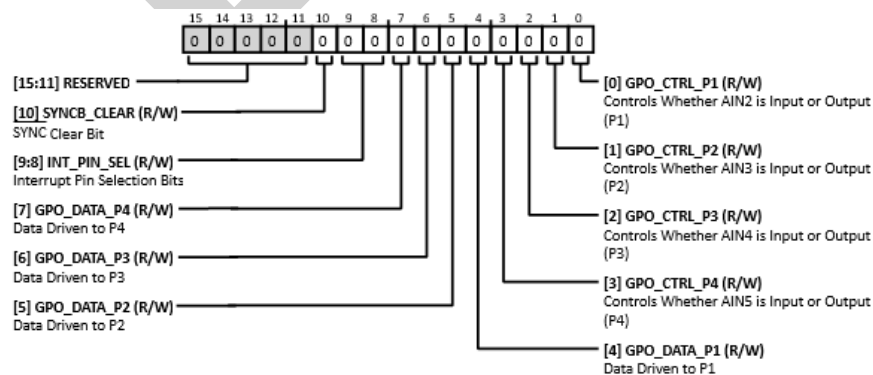 15 14 13 12 11 10 9 8 7 6 5 4 3 2 1 0
0 0 0 0 0 0 0 0 0 0 0 0 0 0 0 0
[15:11] RESERVED
[10] SYNCB_CLEAR (R/W)
SYNC Clear Bit
[9:8] INT_PIN_SEL (R/W)
Interrupt Pin Selection Bits
[7] GPO_DATA_P4 (R/W)
Data Driven to P4
[6] GPO_DATA_P3 (R/W)
Data Driven to P3
[5] GPO_DATA_P2 (R/W)
Data Driven to P2
[0] GPO_CTRL_P1 (R/W)
Controls Whether AIN2 is Input or Output
(P1)
[1] GPO_CTRL_P2 (R/W)
Controls Whether AIN3 is Input or Output
(P2)
[2] GPO_CTRL_P3 (R/W)
Controls Whether AIN4 is Input or Output
(P3)
[3] GPO_CTRL_P4 (R/W)
Controls Whether AIN5 is Input or Output
(P4)
[4] GPO_DATA_P1 (R/W)
Data Driven to P1